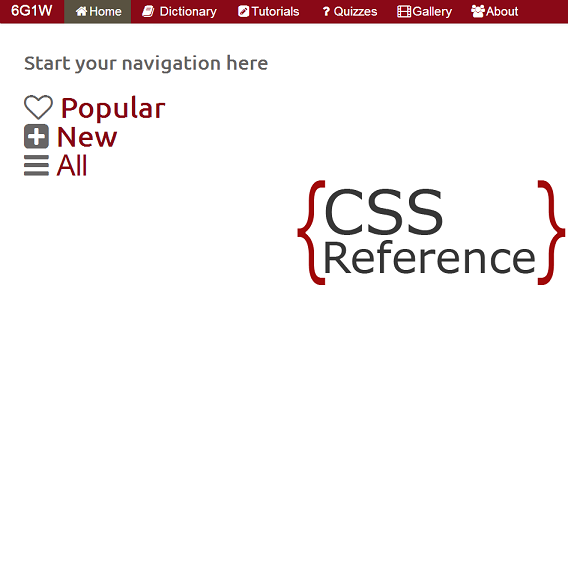 6G1W Home Dictionary Tutorials ? Quizzes Gallery About
Start your navigation here
Popular
New
All
{CSS
Reference}